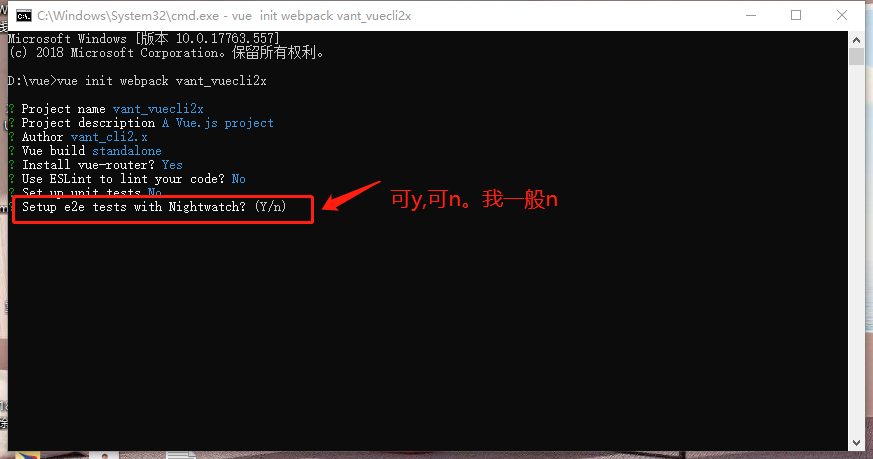 C:\Windows\System32\cmd.exe - vue  init webpack vant_vuecli2x
Microsoft Windows [版本 10.0.17763.557]
(c) 2018 Microsoft Corporation。保留所有权利。
D:\vue>vue init webpack vant_vuecli2x
? Project name vant_vuecli2x
? Project description A Vue.js project
? Author vant_cli2.x
? Vue build standalone
? Install vue-router? Yes
? Use ESLint to lint your code? No
? Set up unit tests No
? Setup e2e tests with Nightwatch? (Y/n)
可y,可n。我一般n